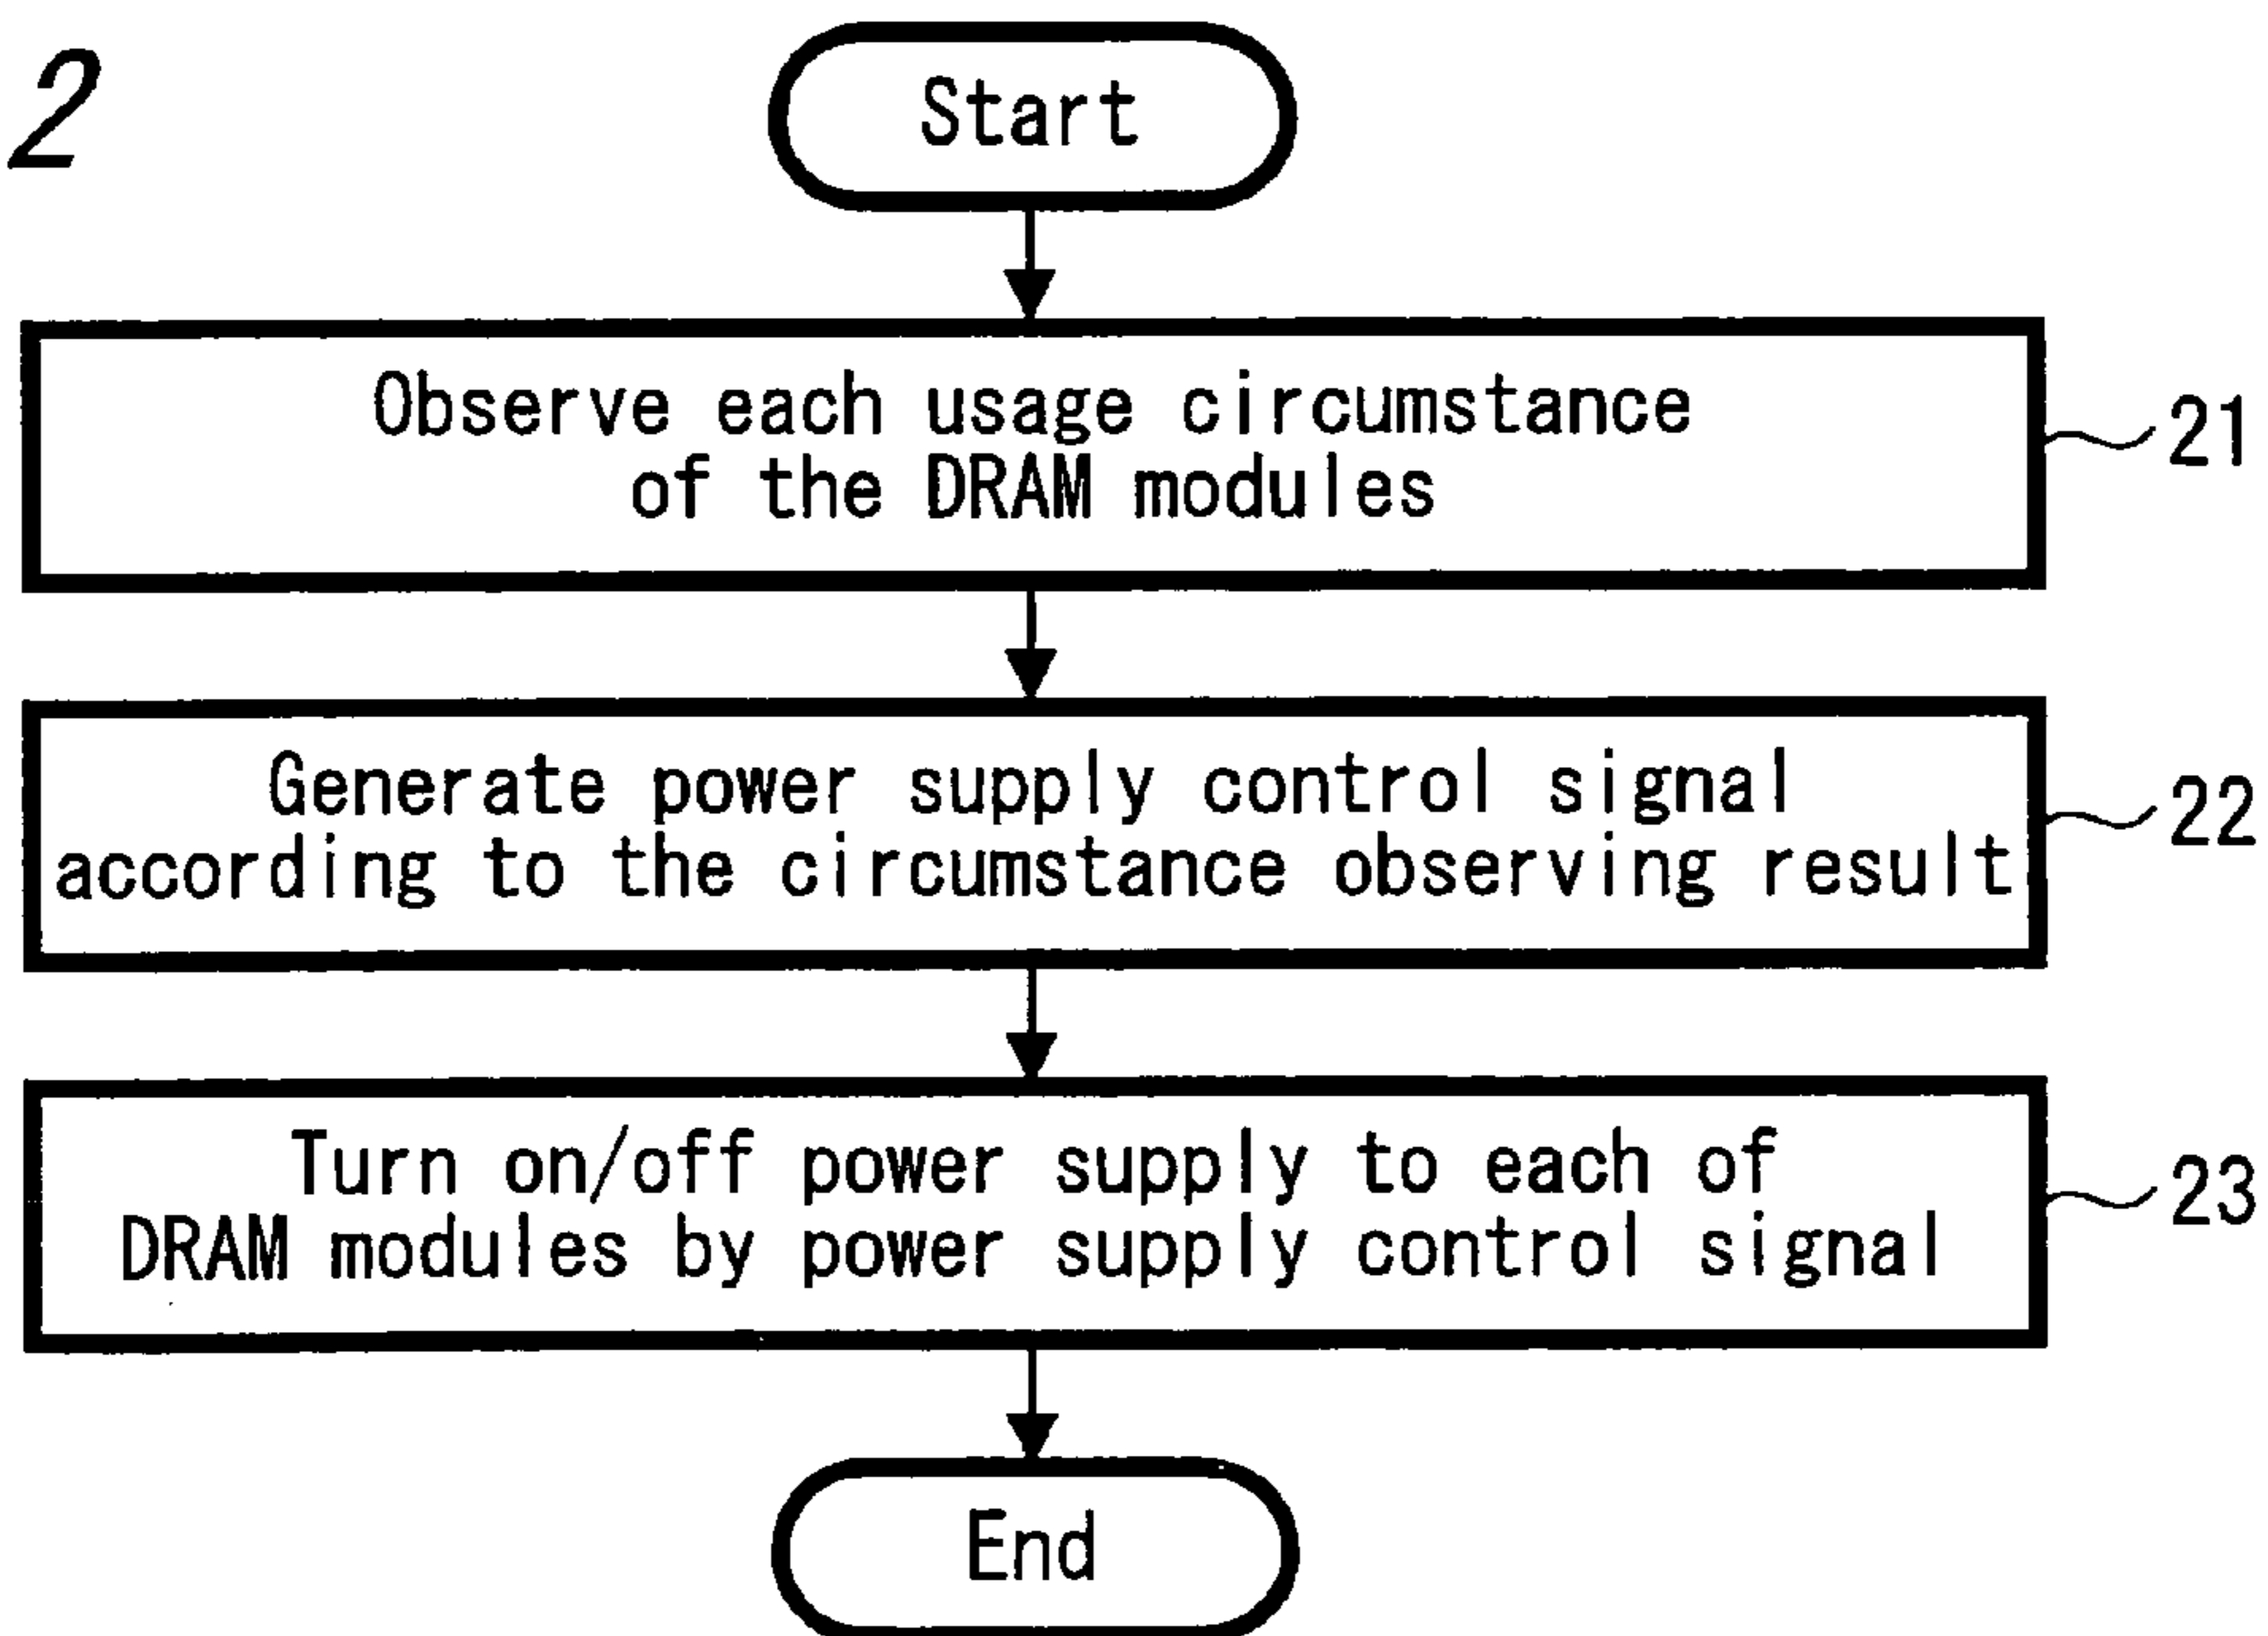 2
Start
Observe each usage circumstance
of the DRAM modules
21
Generate power supply control signal
according to the circumstance observing result
22
Turn on/off power supply to each of
DRAM modules by power supply control signal
23
End